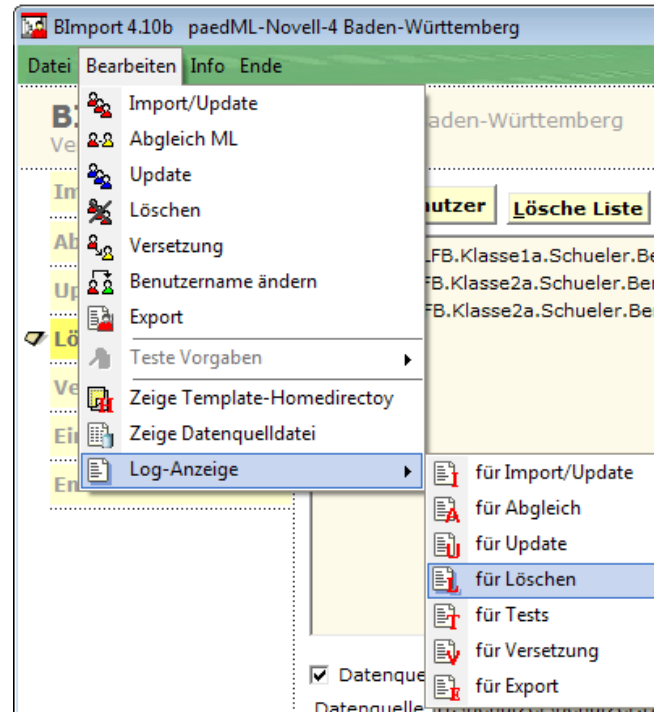 BImport 4.10b paedML-Novell-4 Baden-Württemberg
Datei Bearbeiten Info Ende
Import/Update
Abgleich ML
Update
Löschen
Versetzung
Benutzername ändern
Export
Teste Vorgaben
Zeige Template-Homedirectoy
Zeige Datenquelldatei
Log-Anzeige
aden-Württemberg
utzer Lösche Liste
FB.Klasse1a.Schueler.Be
FB.Klasse2a.Schueler.Be
FB.Klasse2a.Schueler.Be
für Import/Update
für Abgleich
für Update
für Löschen
für Tests
für Versetzung
für Export
Datenque
Datenquelle